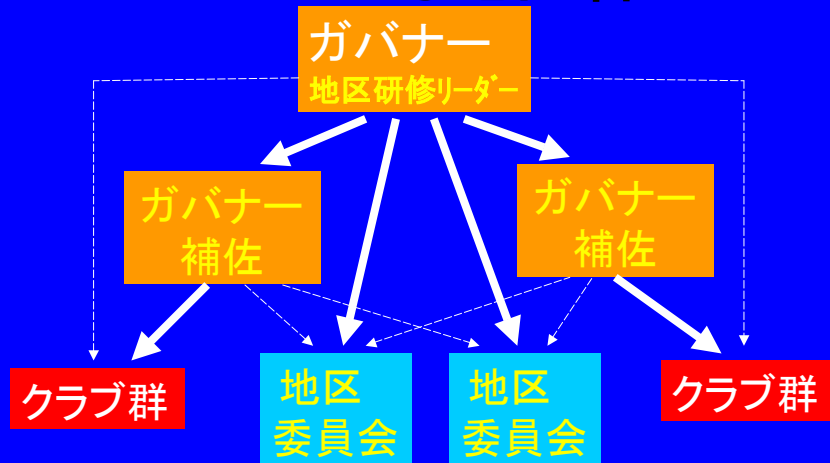 ガバナー
地区研修リーダー
ガバナー
補佐
ガバナー
補佐
クラブ群
地区
委員会
地区
委員会
クラブ群